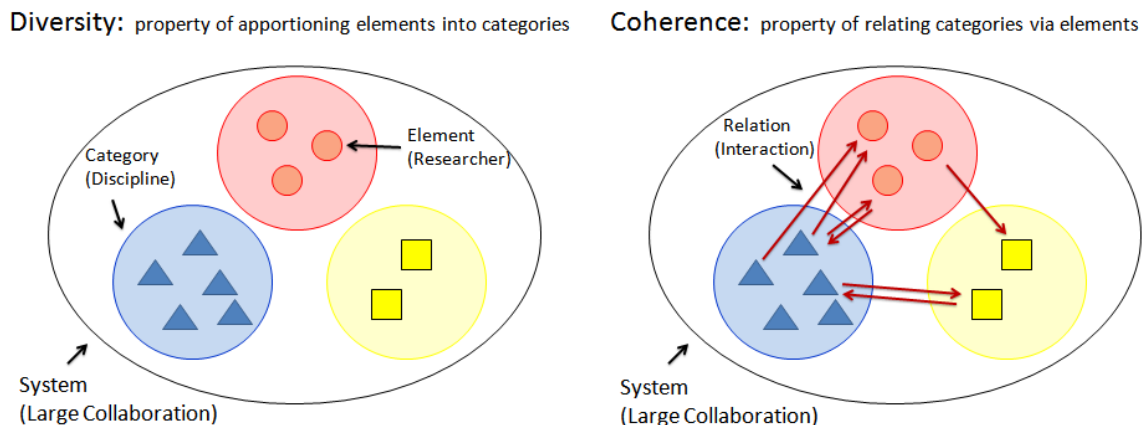 Diversity: property of apportioning elements into categories
Element
(Researcher)
Category
(Discipline)
System
(Large Collaboration)
Coherence: property of relating categories via elements
Relation
(Interaction)
System
(Large Collaboration)